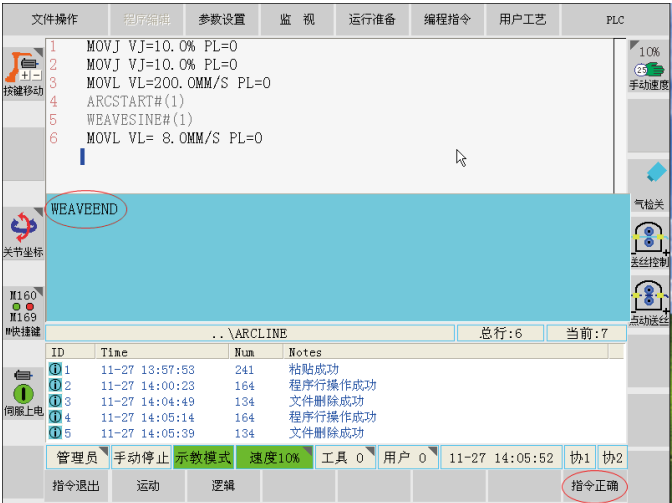 文件操作 程序编辑 参数设置 监 视 运行准备 编程指令 用户工艺 PLC
1 MOVJ VJ=10.0% PL=0
2 MOVJ VJ=10.0% PL=0
3 MOVL VL=200.0MM/S PL=0
4 ARCSTART#(1)
5 WEAVESINE#(1)
6 MOVL VL= 8.0MM/S PL=0
按键移动
关节坐标
M160
M169
M快捷键
伺服上电
WEAVEEND
10%
25
手动速度
气检关
送丝控制
点动送丝
..\ARCLINE 总行:6 当前:7
ID Time Num Notes
1 11-27 13:57:53 241 粘贴成功
2 11-27 14:00:23 164 程序行操作成功
3 11-27 14:04:49 134 文件删除成功
4 11-27 14:05:14 164 程序行操作成功
5 11-27 14:05:39 134 文件删除成功
管理员 手动停止 示教模式 速度10% 工具 0 用户 0 11-27 14:05:52 协1 协2
指令退出 运动 逻辑 指令正确